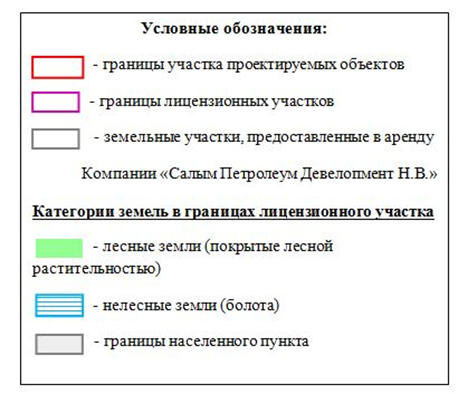 Условные обозначения:
- границы участка проектируемых объектов
- границы лицензионных участков
- земельные участки, предоставленные в аренду
Компании «Салым Петролеум Девелопмент Н.В.»
Категории земель в границах лицензионного участка
- лесные земли (покрытые лесной
растительностью)
- нелесные земли (болота)
- границы населенного пункта